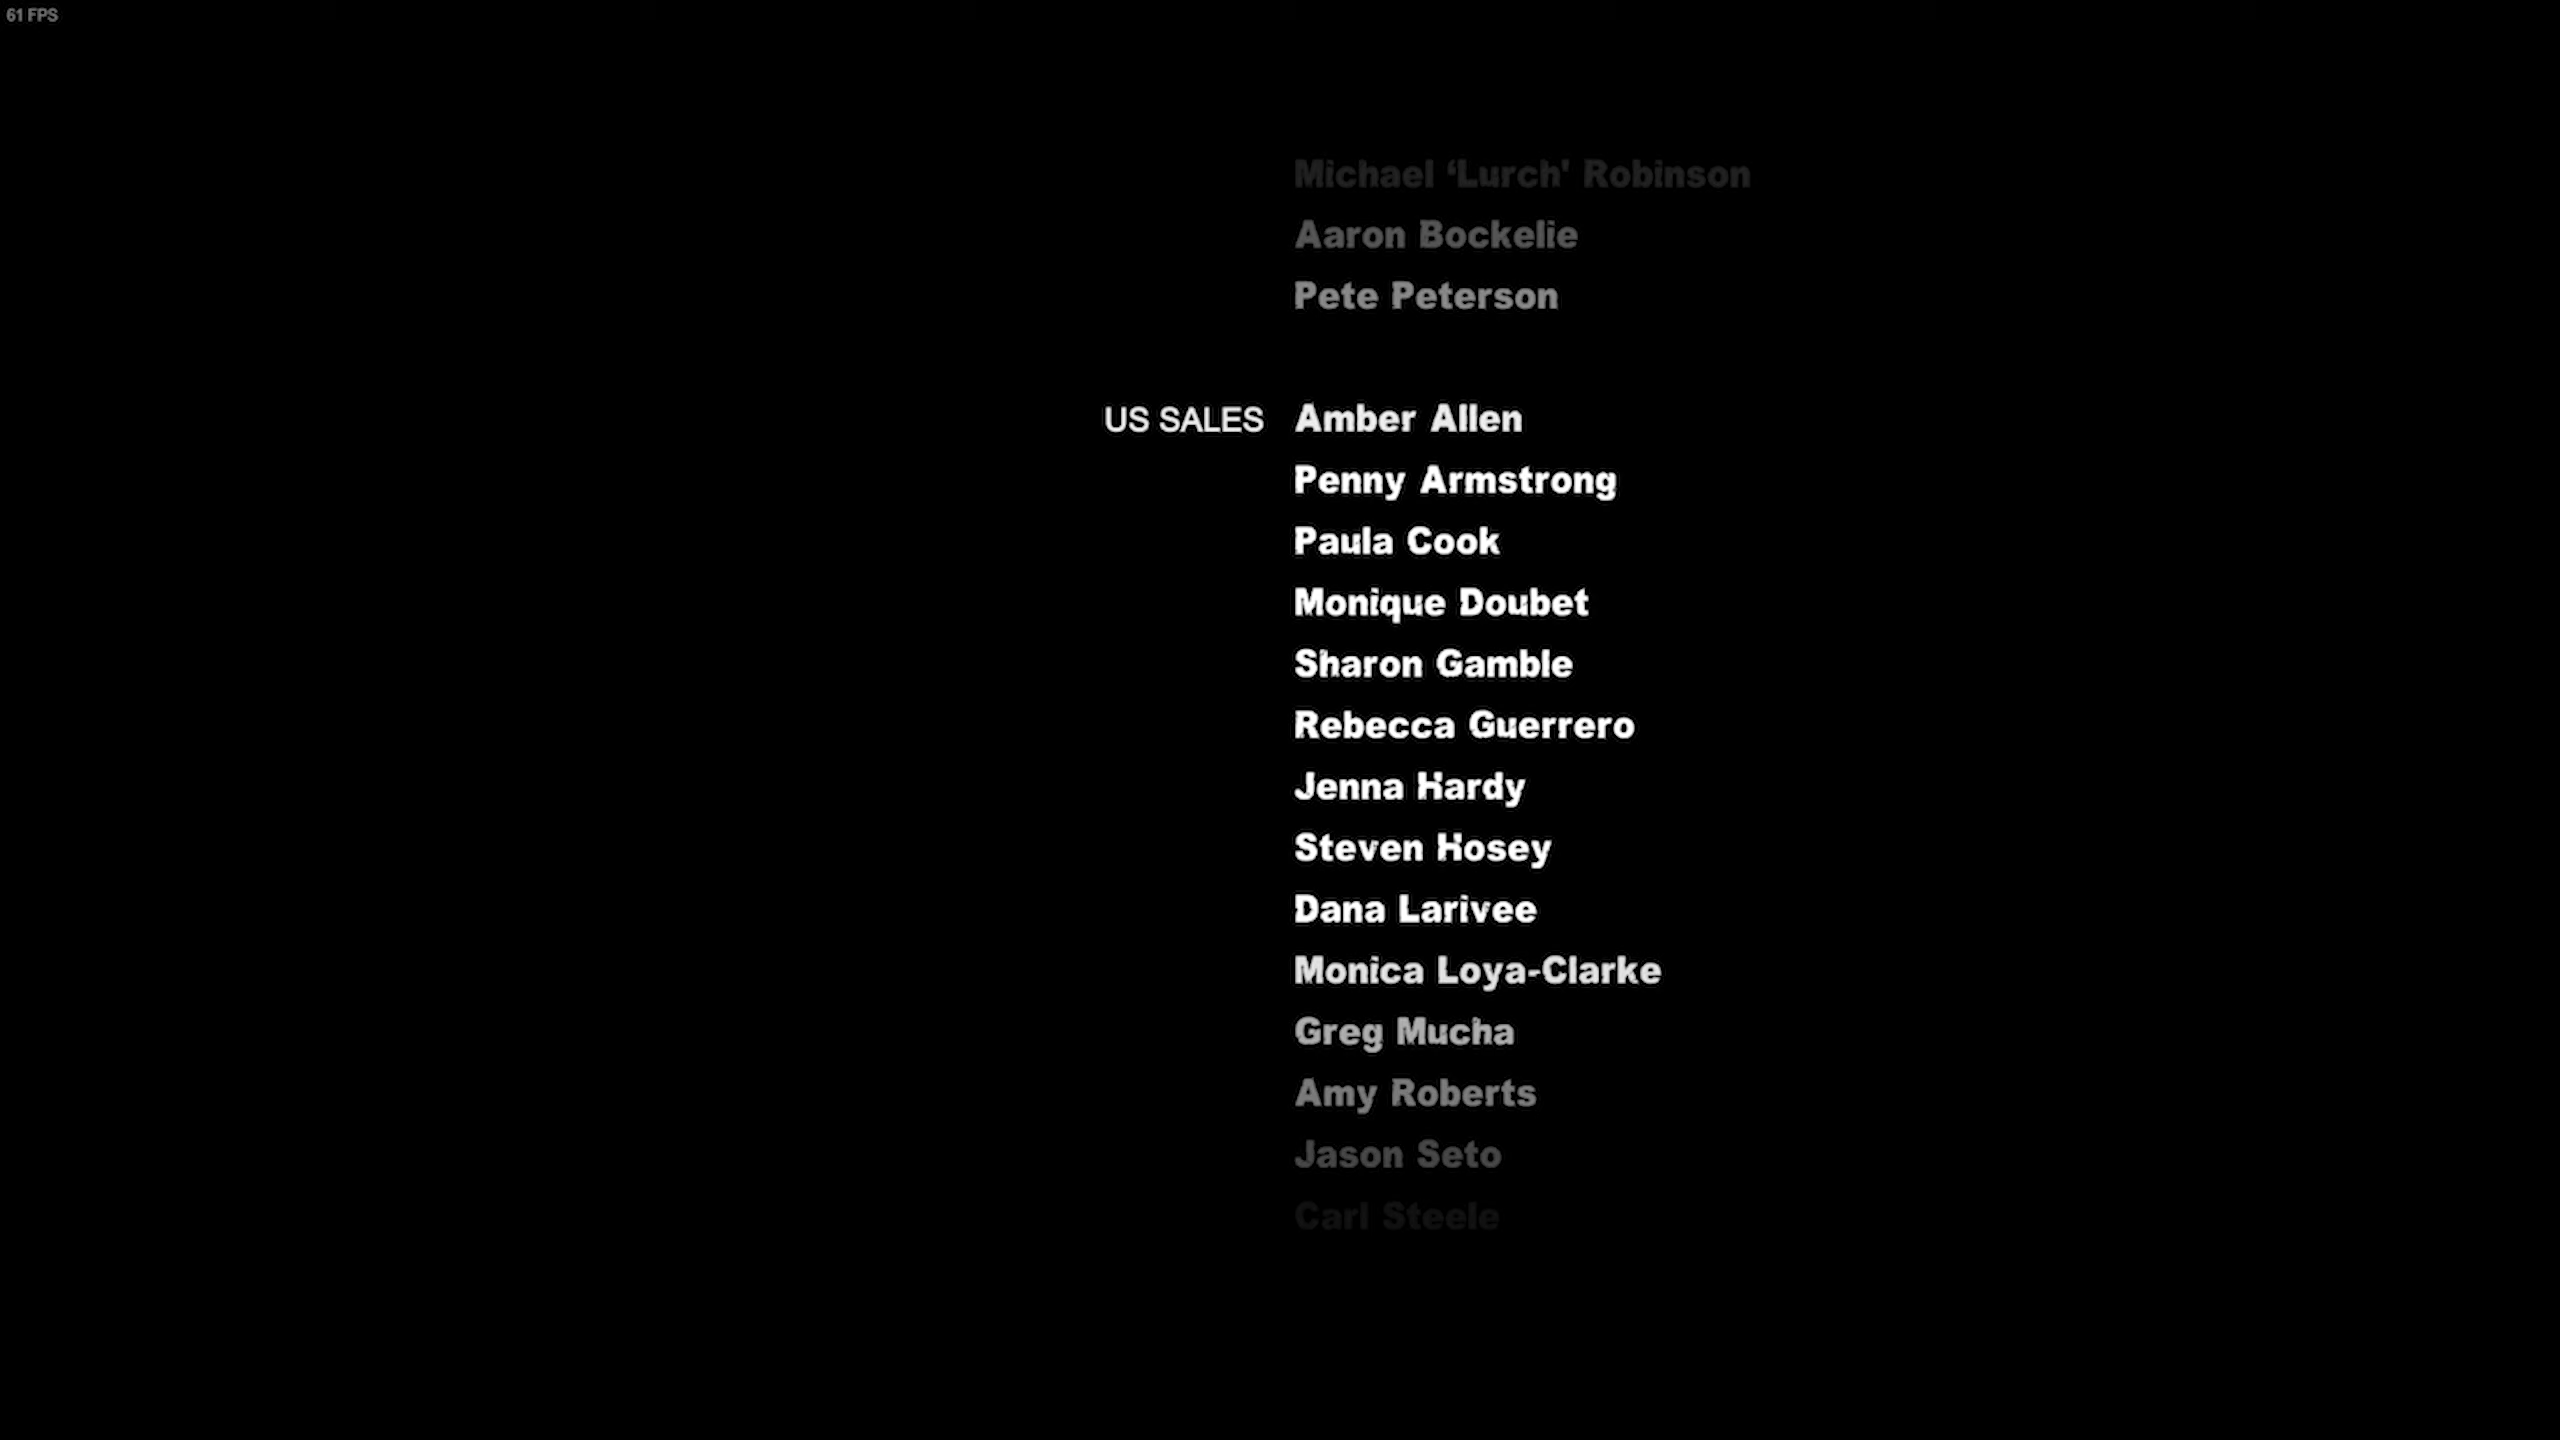 61 FPS
Michael ‘Lurch' Robinson
Aaron Bockelie
Pete Peterson
US SALES Amber Allen
Penny Armstrong
Paula Cook
Monique Doubet
Sharon Gamble
Rebecca Guerrero
Jenna Hardy
Steven Hosey
Dana Larivee
Monica Loya-Clarke
Greg Mucha
Amy Roberts
Jason Seto
Carl Steele